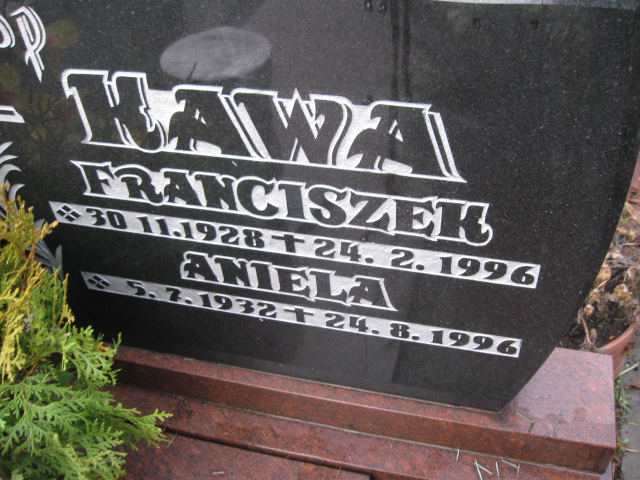 KAWA
FRANCISZEK
30 11.1928 ✝ 24. 2. 1996
ANIELA
5. 7. 1932 ✝ 24. 8. 1996